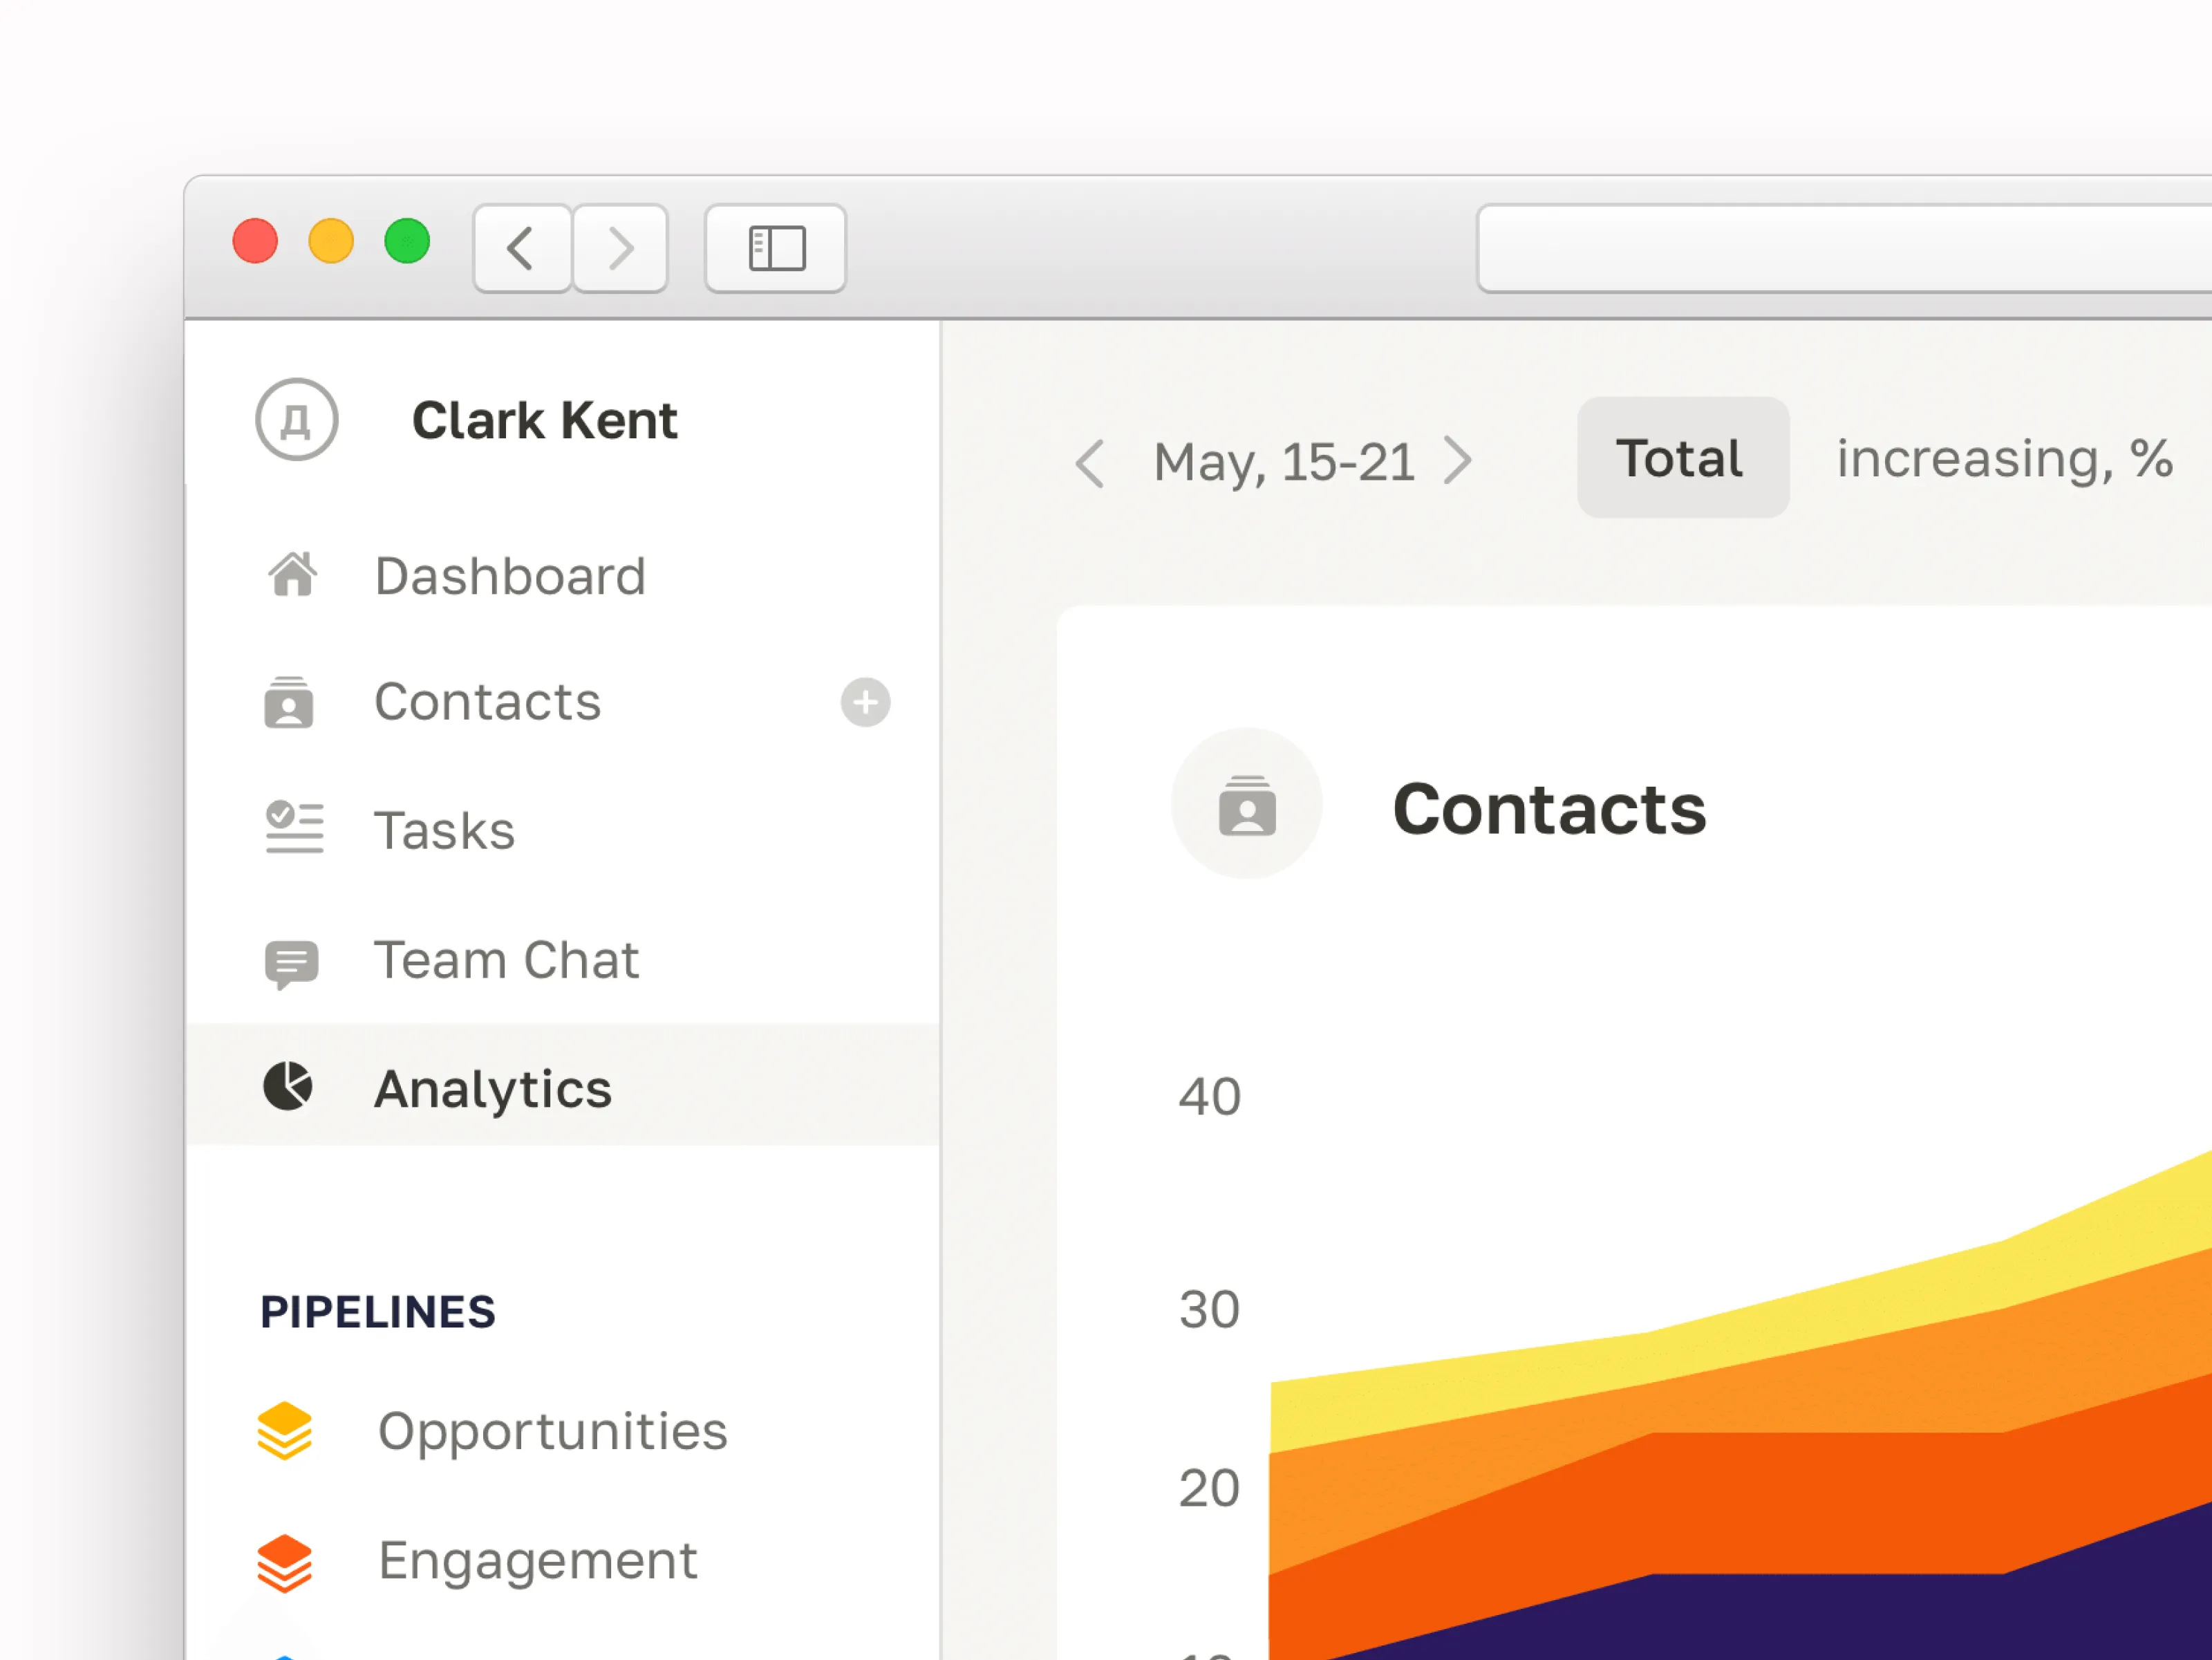 Д Clark Kent
Dashboard
Contacts
Tasks
Team Chat
Analytics
PIPELINES
Opportunities
Engagement
May, 15-21
Total
increasing, %
Contacts
40
30
20